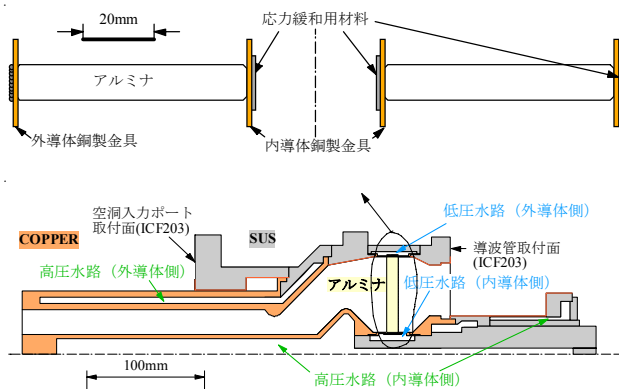 20mm
応力緩和用材料
アルミナ
外導体銅製金具
内導体銅製金具
空洞入力ポート
取付面(ICF203)
COPPER
SUS
低圧水路（外導体側）
導波管取付面
(ICF203)
高圧水路（外導体側）
アルミナ
低圧水路（内導体側）
100mm
高圧水路（内導体側）